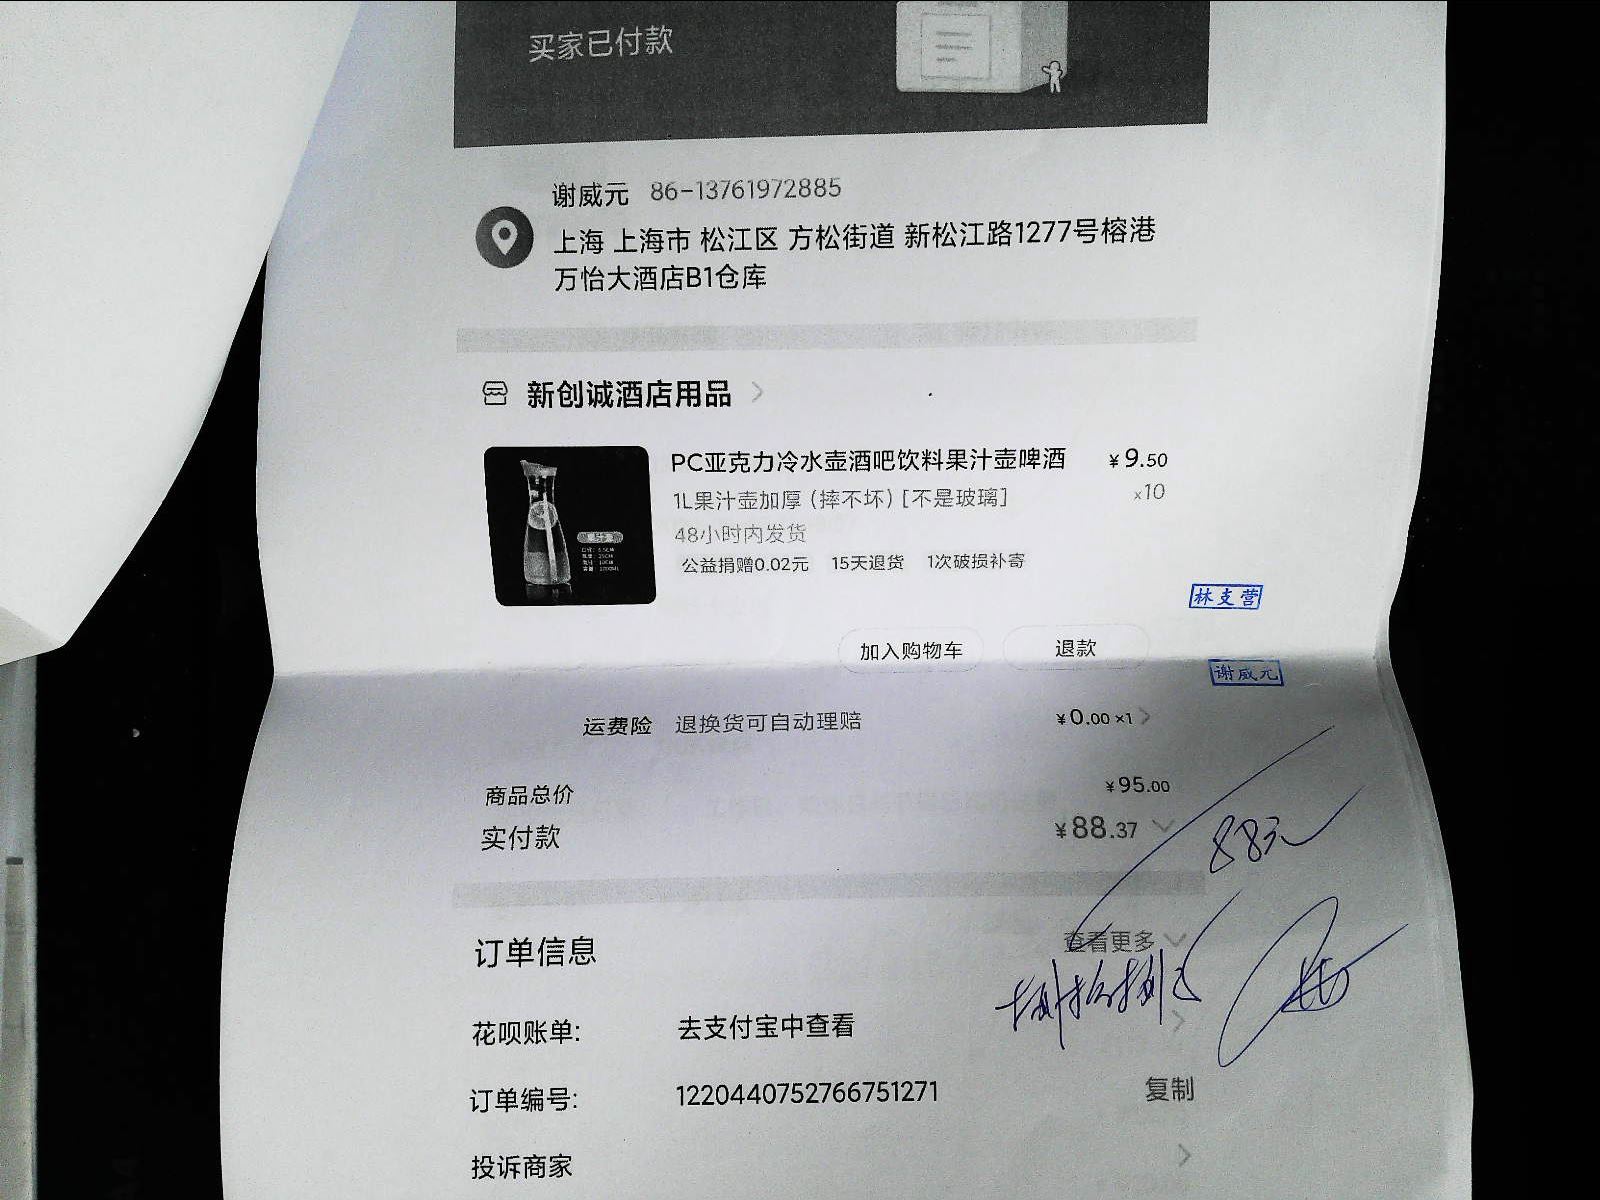 买家已付款
谢威元 86-13761972885
上海 上海市 松江区 方松街道 新松江路1277号榕港
万怡大酒店B1仓库
新创诚酒店用品
PC亚克力冷水壶酒吧饮料果汁壶啤酒 ¥9.50
1L果汁壶加厚(摔不坏)[不是玻璃] ×10
48小时内发货
公益捐赠0.02元 15天退货 1次破损补寄
林支营
加入购物车 退款
谢威元
运费险 退换货可自动理赔 ¥0.00 ×1
商品总价 ¥95.00
实付款 ¥88.37
88元
订单信息 查看更多
捌拾捌元
花呗账单: 去支付宝中查看
订单编号: 1220440752766751271 复制
投诉商家